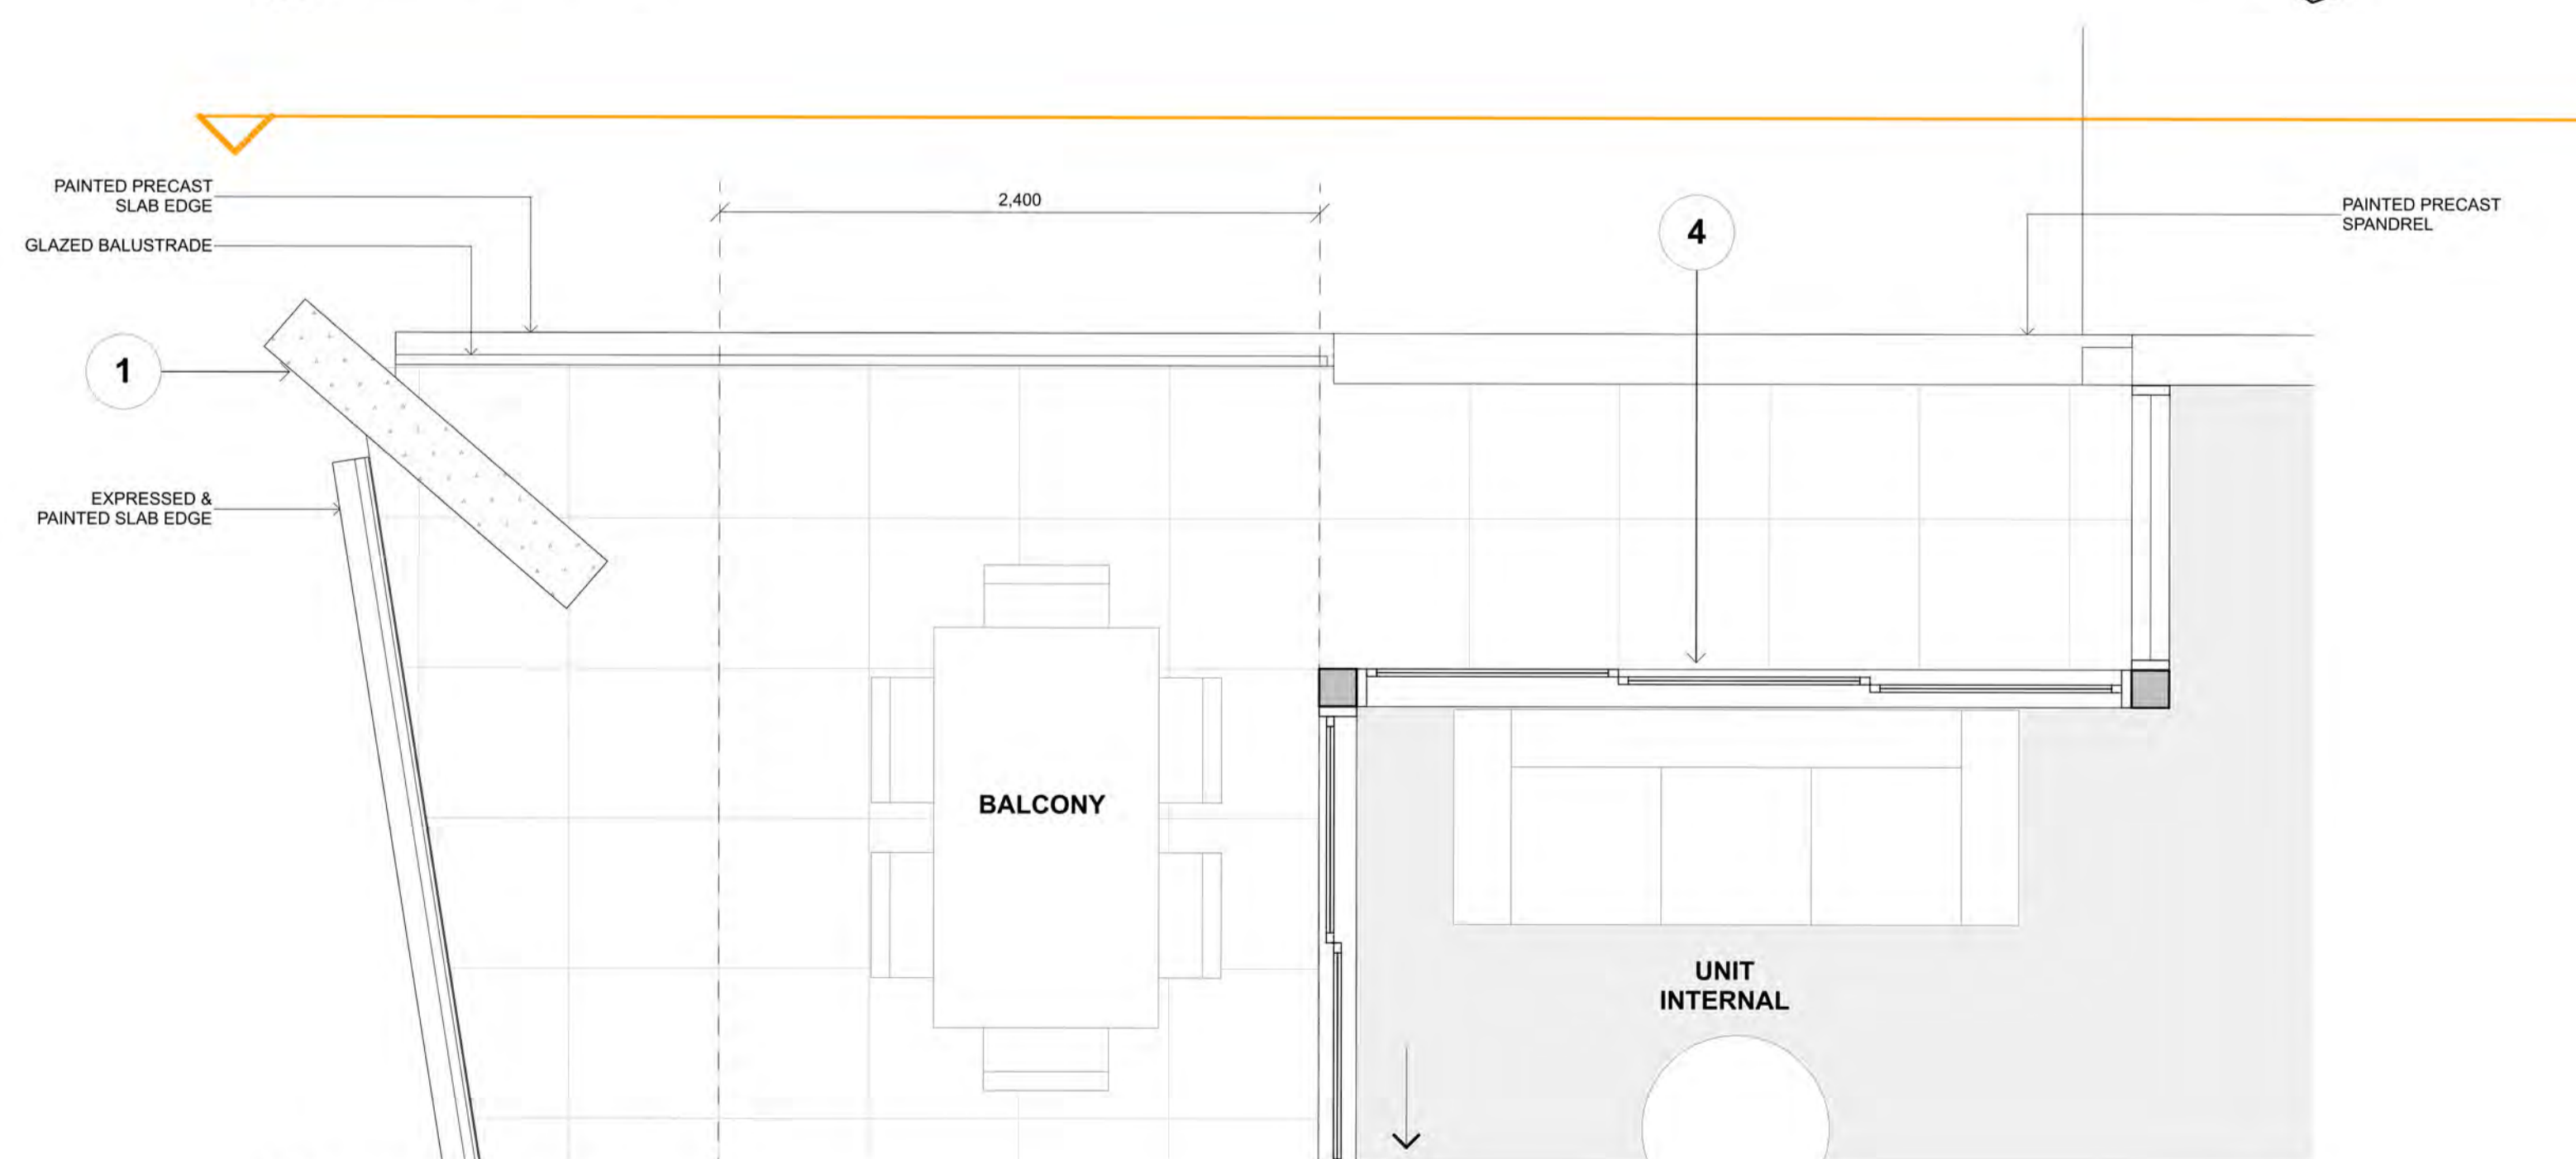 PAINTED PRECAST
SLAB EDGE
GLAZED BALUSTRADE
2,400
4
PAINTED PRECAST
SPANDREL
1
EXPRESSED &
PAINTED SLAB EDGE
BALCONY
UNIT
INTERNAL